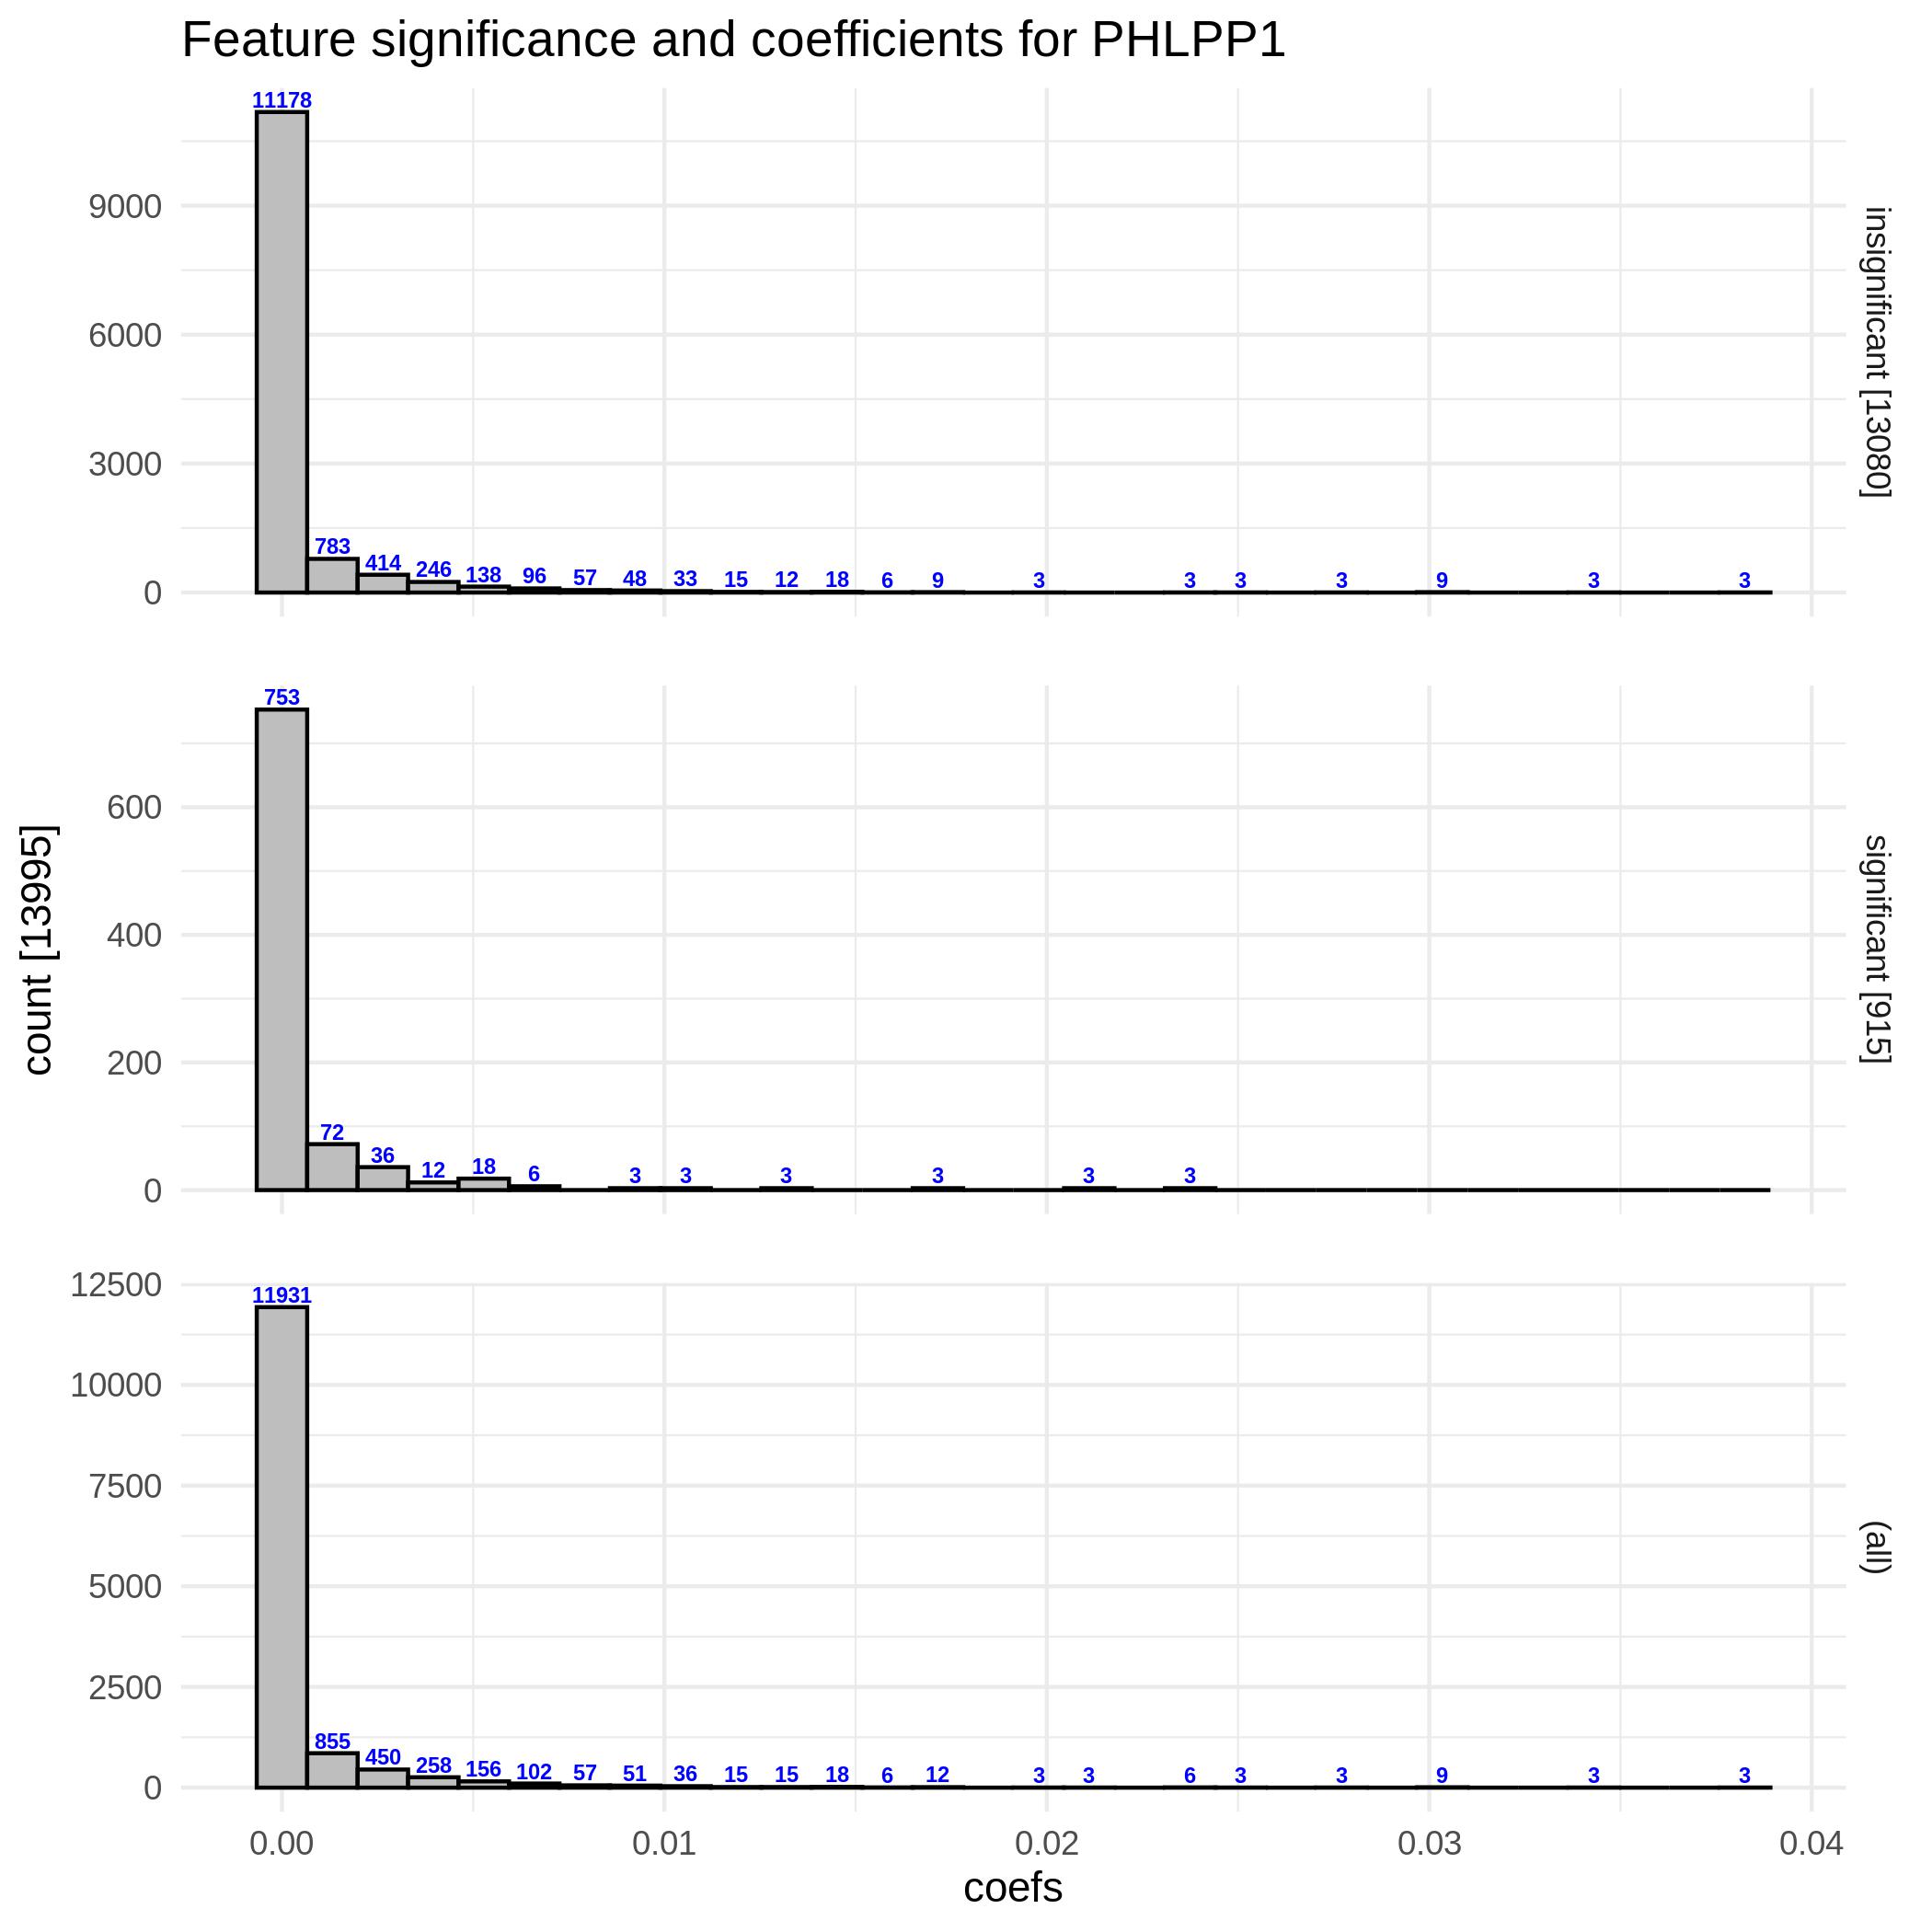 Feature significance and coefficients for PHLPP1
11178
9000
6000
3000
0
783 414 246 138 96 57 48 33 15 12 18 6 9 3 3 3 3 9 3 3
insignificant [13080]
753
600
400
200
0
72 36 12 18 6 3 3 3 3 3 3
significant [915]
count [13995]
12500
11931
10000
7500
5000
2500
0
855 450 258 156 102 57 51 36 15 15 18 6 12 3 3 6 3 3 9 3 3
(all)
0.00 0.01 0.02 0.03 0.04
coefs